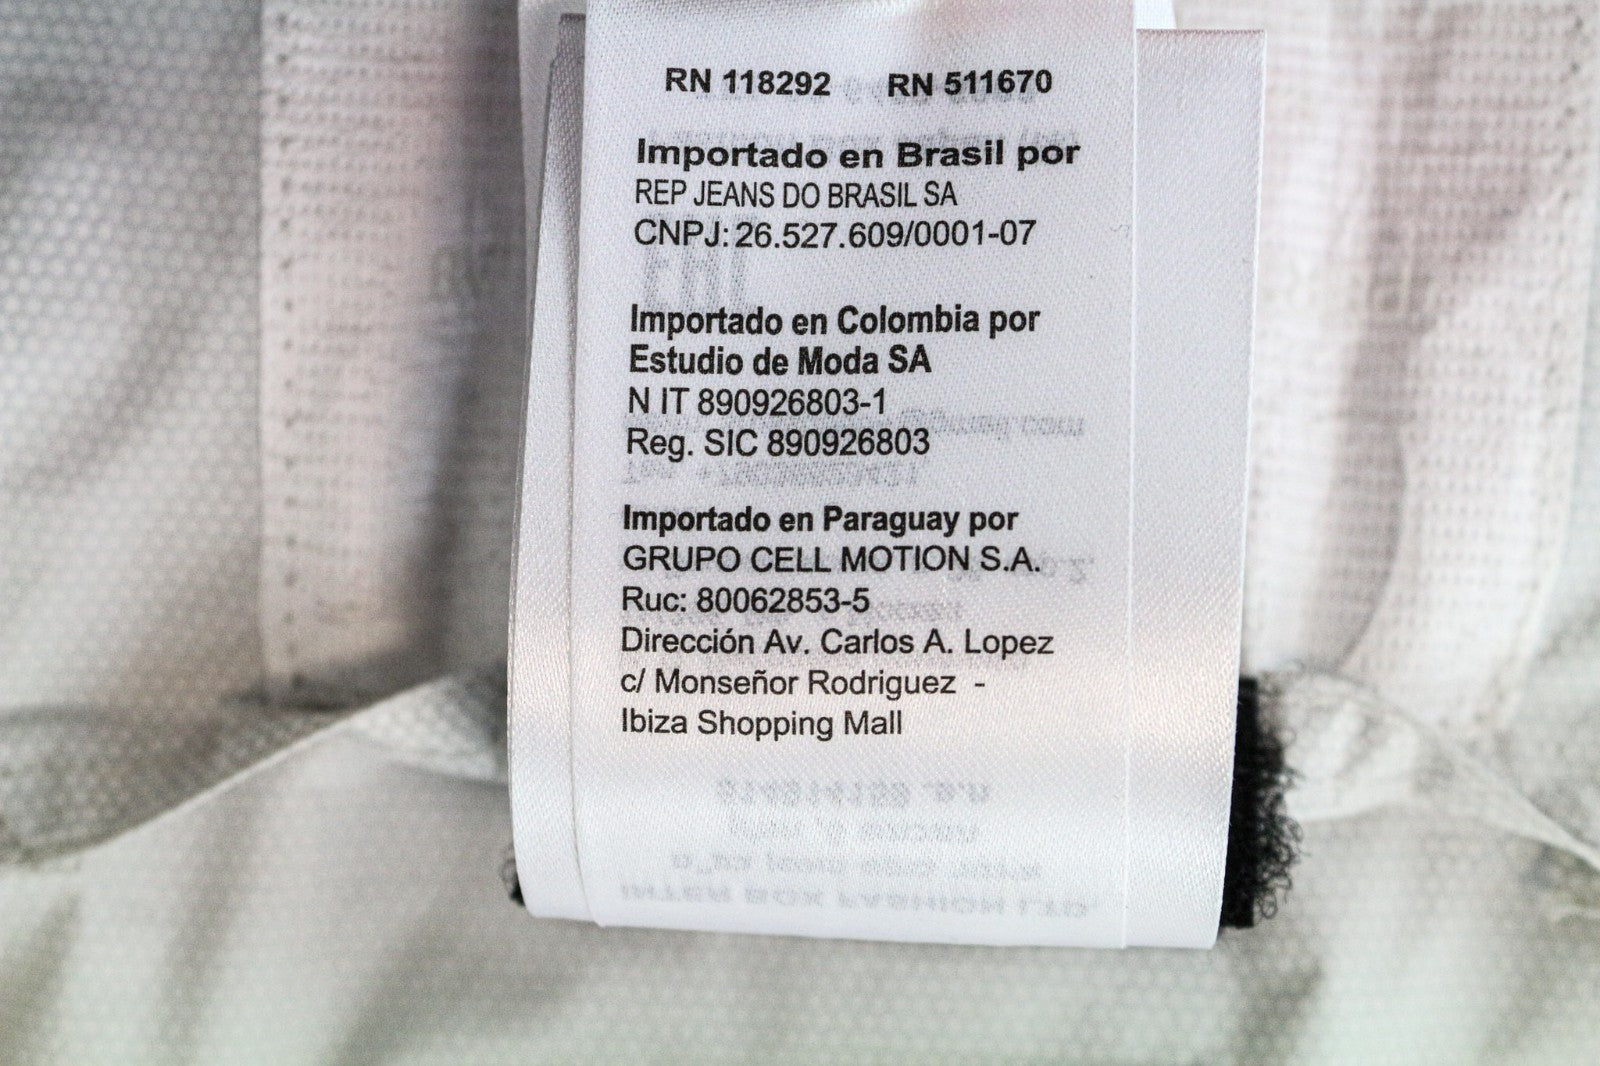 RN 118292 RN 511670
Importado en Brasil por
REP JEANS DO BRASIL SA
CNPJ: 26.527.609/0001-07
Importado en Colombia por
Estudio de Moda SA
N IT 890926803-1
Reg. SIC 890926803
Importado en Paraguay por
GRUPO CELL MOTION S.A.
Ruc: 80062853-5
Dirección Av. Carlos A. Lopez
c/ Monseñor Rodriguez -
Ibiza Shopping Mall